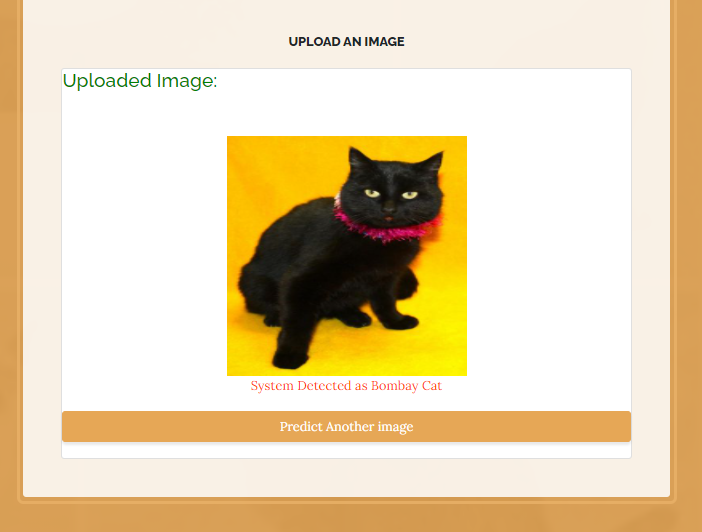 UPLOAD AN IMAGE
Uploaded Image:
System Detected as Bombay Cat
Predict Another image